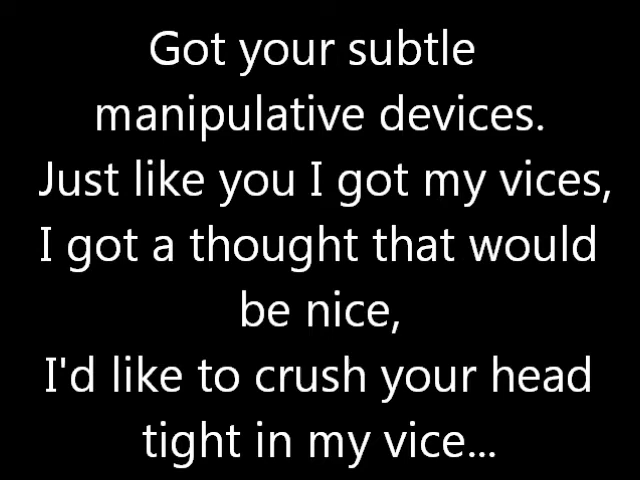 Got your subtle
manipulative devices.
Just like you I got my vices,
I got a thought that would
be nice,
I'd like to crush your head
tight in my vice...